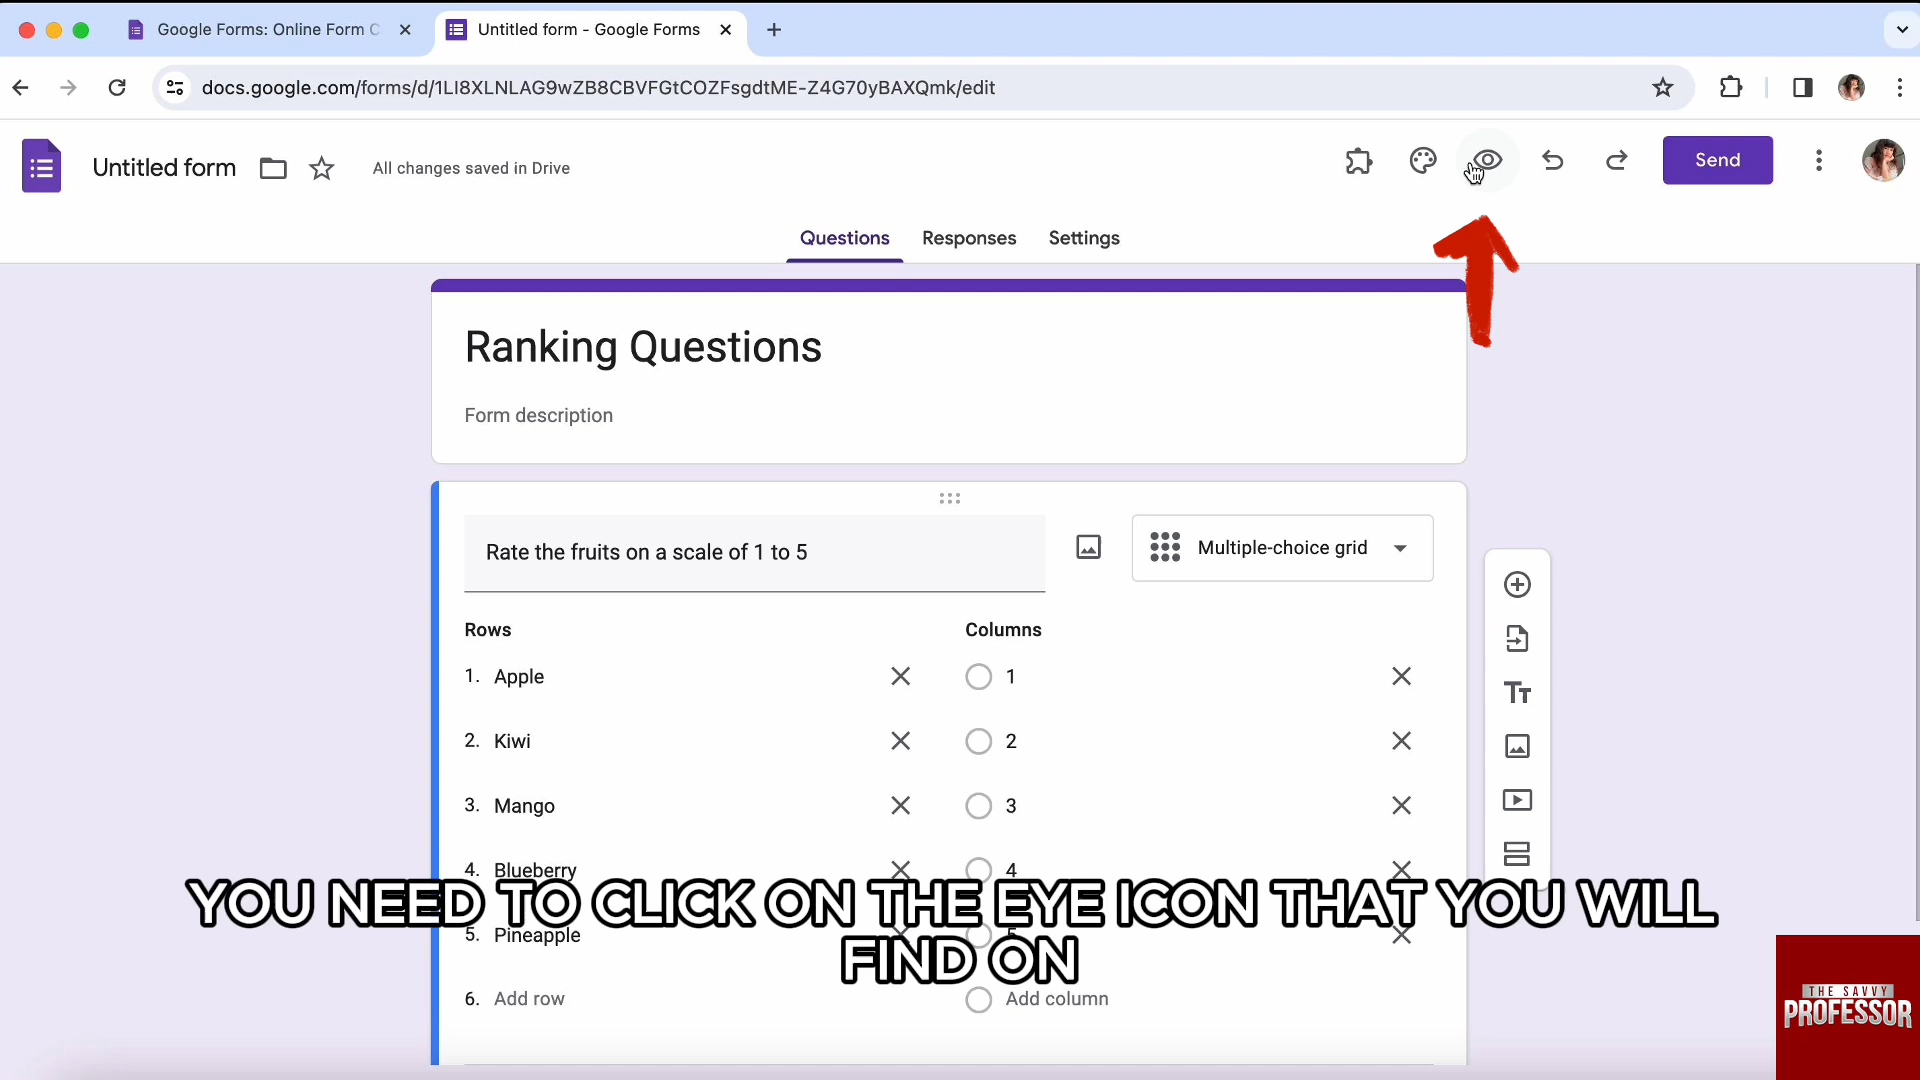 Google Forms: Online Form C
Untitled form - Google Forms
docs.google.com/forms/d/1LI8XLNLAG9wZB8CBVFGtCOZFsgdtME-Z4G70yBAXQmk/edit
Untitled form
All changes saved in Drive
Send
Questions Responses Settings
Ranking Questions
Form description
Rate the fruits on a scale of 1 to 5
Multiple-choice grid
Rows Columns
1. Apple 1
2. Kiwi 2
3. Mango 3
4. Blueberry 4
YOU NEED TO CLICK ON THE EYE ICON THAT YOU WILL
5. Pineapple 5
FIND ON
6. Add row Add column
THE SAVVY
PROFESSOR